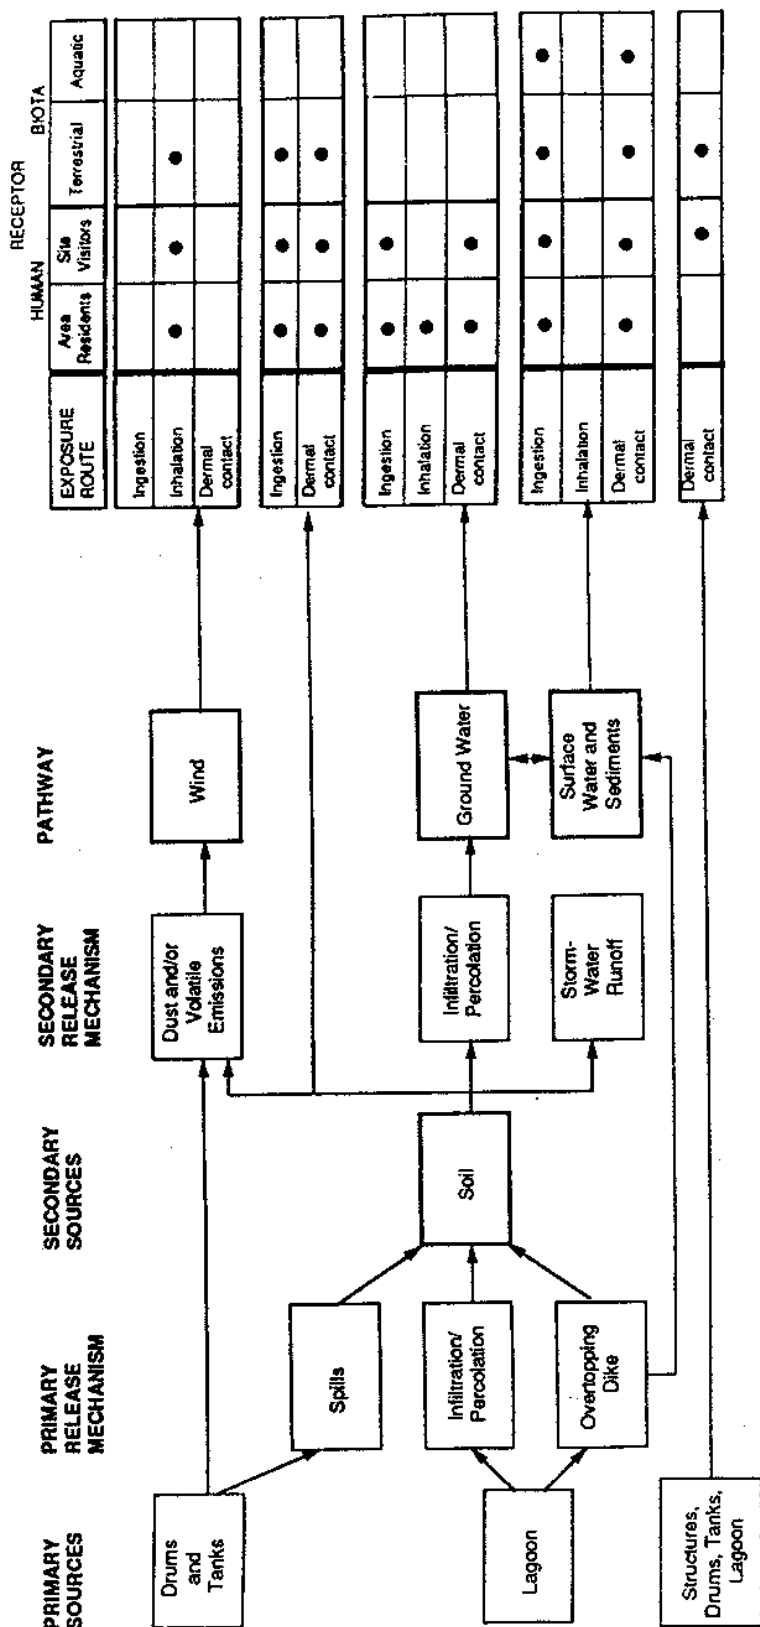 PRIMARY
SOURCES
PRIMARY
RELEASE
MECHANISM
SECONDARY
SOURCES
SECONDARY
RELEASE
MECHANISM
PATHWAY
RECEPTOR
HUMAN
BIOTA
EXPOSURE
ROUTE
Area
Residents
Site
Visitors
Terrestrial
Aquatic
Drums
and
Tanks
Dust and/or
Volatile
Emissions
Wind
Ingestion
Inhalation
Dermal
contact
Spills
Ingestion
Dermal
contact
Lagoon
Infiltration/
Percolation
Soil
Infiltration/
Percolation
Ground Water
Ingestion
Inhalation
Dermal
contact
Overtopping
Dike
Storm-
Water
Runoff
Surface
Water and
Sediments
Ingestion
Inhalation
Dermal
contact
Structures,
Drums, Tanks,
Lagoon
Dermal
contact